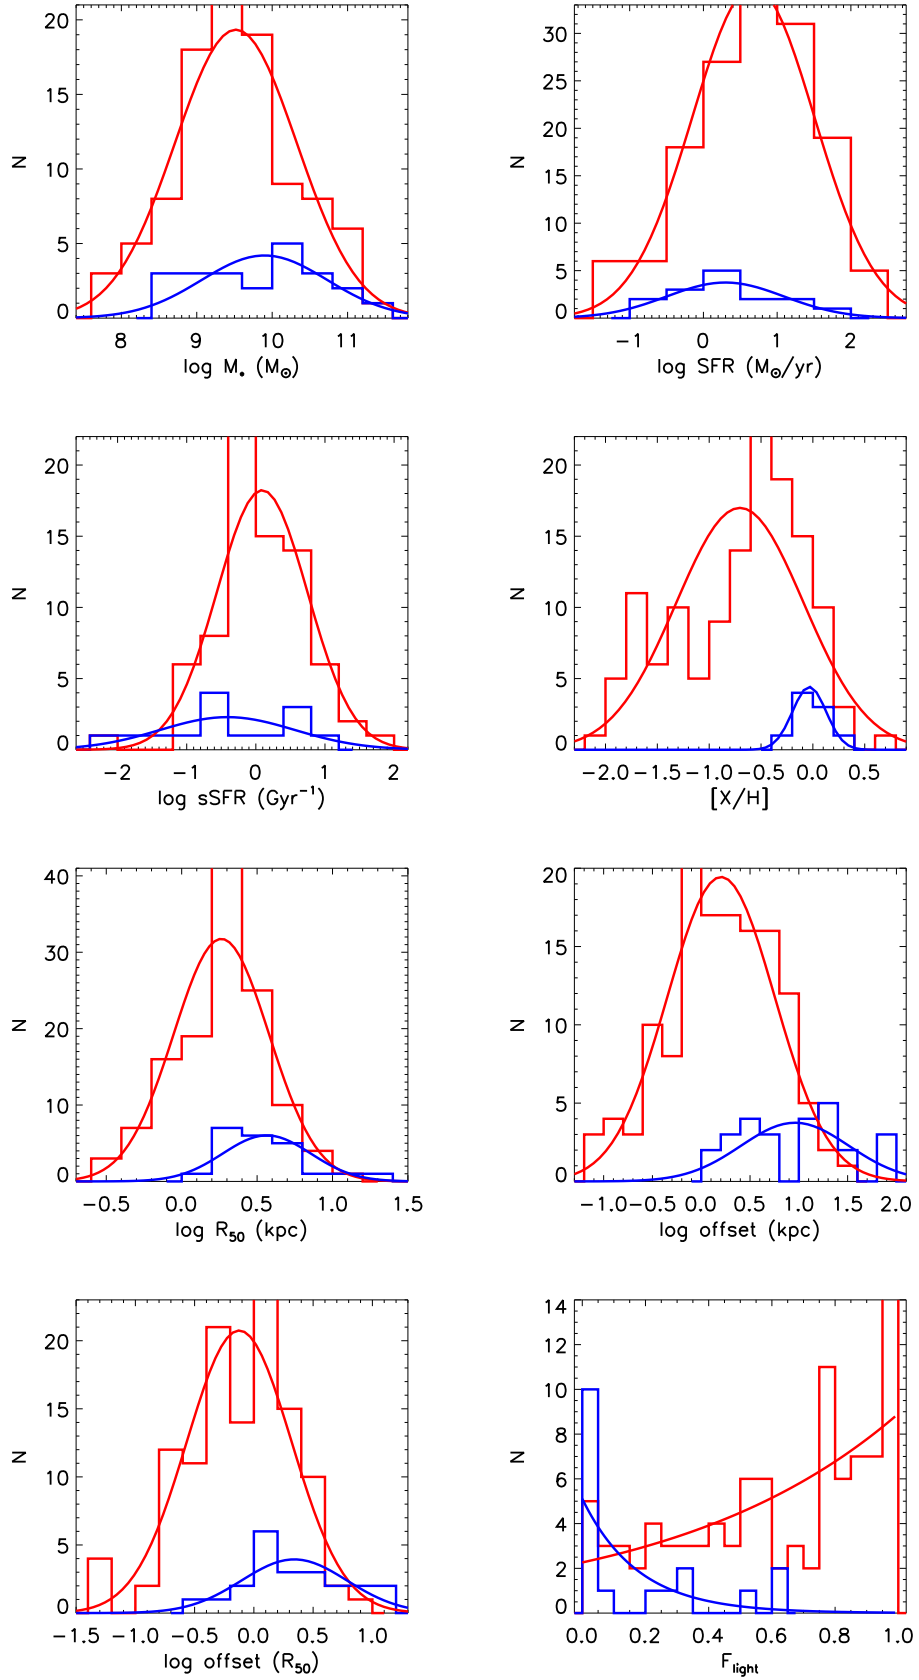 20
15
10
5
0
N
8 9 10 11
log M⋆ (M⊙)
30
25
20
15
10
5
0
N
−1 0 1 2
log SFR (M⊙/yr)
20
15
10
5
0
N
−2 −1 0 1 2
log sSFR (Gyr⁻¹)
20
15
10
5
0
N
−2.0 −1.5 −1.0 −0.5 0.0 0.5
[X/H]
40
30
20
10
0
N
−0.5 0.0 0.5 1.0 1.5
log R₅₀ (kpc)
20
15
10
5
0
N
−1.0 −0.5 0.0 0.5 1.0 1.5 2.0
log offset (kpc)
20
15
10
5
0
N
−1.5 −1.0 −0.5 0.0 0.5 1.0
log offset (R₅₀)
14
12
10
8
6
4
2
0
N
0.0 0.2 0.4 0.6 0.8 1.0
F_light